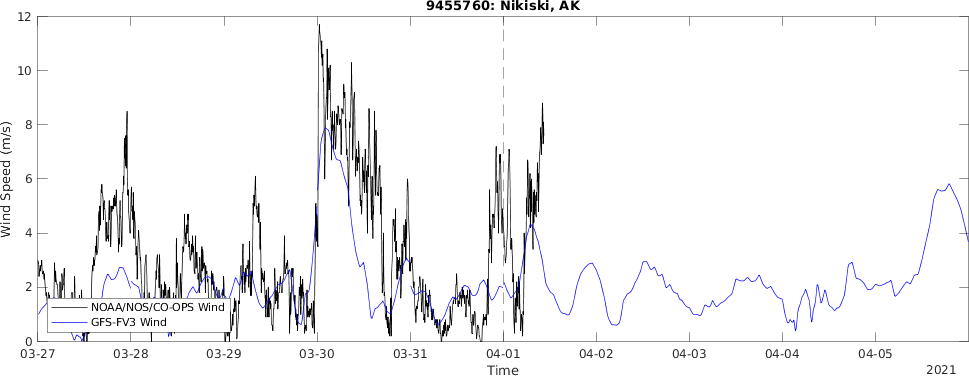 9455760: Nikiski, AK
12
10
8
6
4
2
0
Wind Speed (m/s)
NOAA/NOS/CO-OPS Wind
GFS-FV3 Wind
03-27 03-28 03-29 03-30 03-31 04-01 04-02 04-03 04-04 04-05
Time
2021